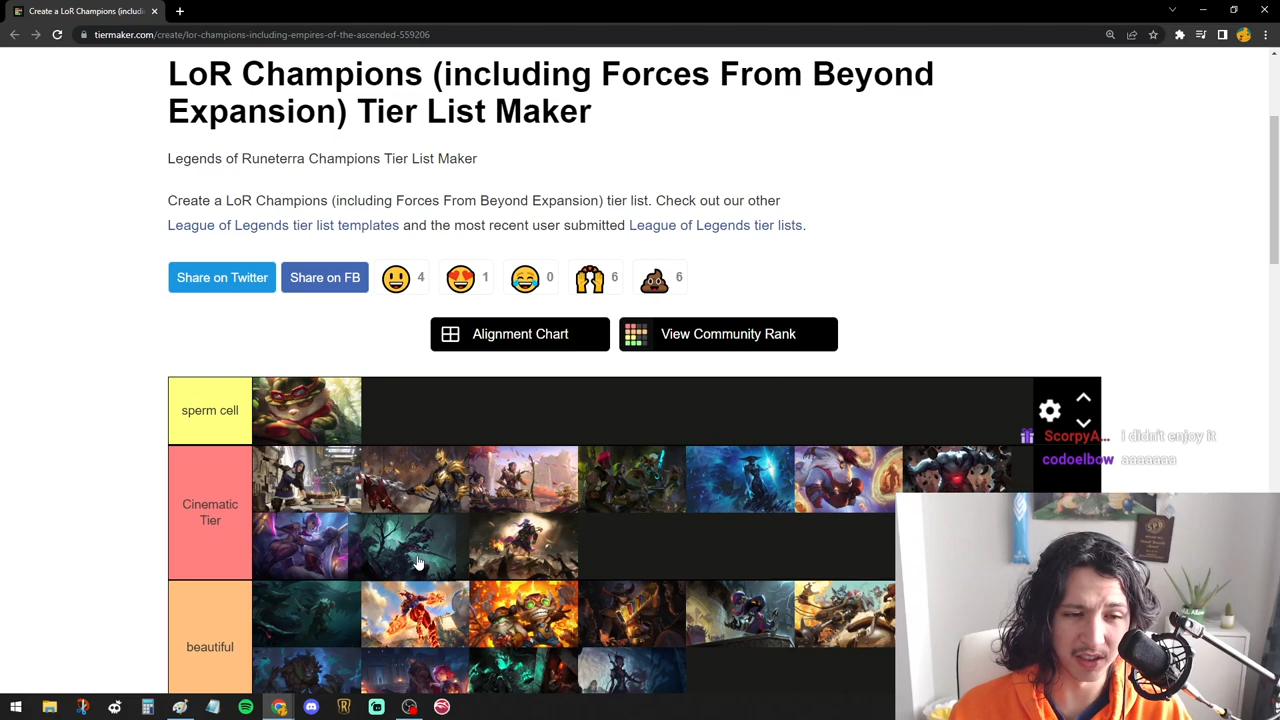 Create a LoR Champions (includi
tiermaker.com/create/lor-champions-including-empires-of-the-ascended-559206
LoR Champions (including Forces From Beyond
Expansion) Tier List Maker
Legends of Runeterra Champions Tier List Maker
Create a LoR Champions (including Forces From Beyond Expansion) tier list. Check out our other
League of Legends tier list templates and the most recent user submitted League of Legends tier lists.
Share on Twitter
Share on FB
4
1
0
6
6
Alignment Chart
View Community Rank
sperm cell
ScorpyA... i didn't enjoy it
codoelbow aaaaaaa
Cinematic
Tier
beautiful